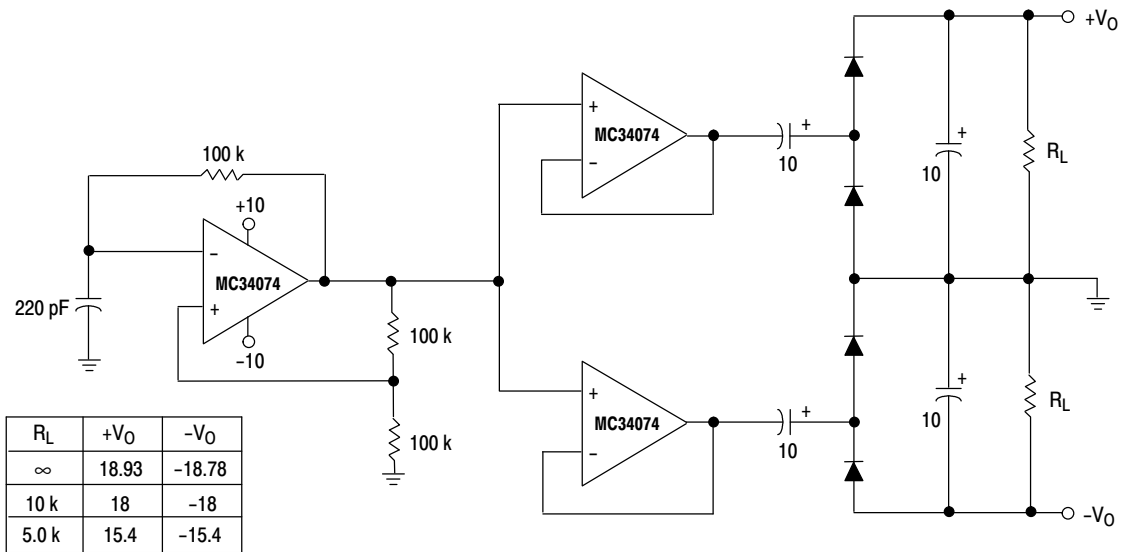 +VO
+
MC34074
−
+
10
+
10
RL
100 k
+10
−
MC34074
+
−10
220 pF
100 k
100 k
+
MC34074
−
+
10
+
10
RL
−VO
RL +VO −VO
∞ 18.93 −18.78
10 k 18 −18
5.0 k 15.4 −15.4